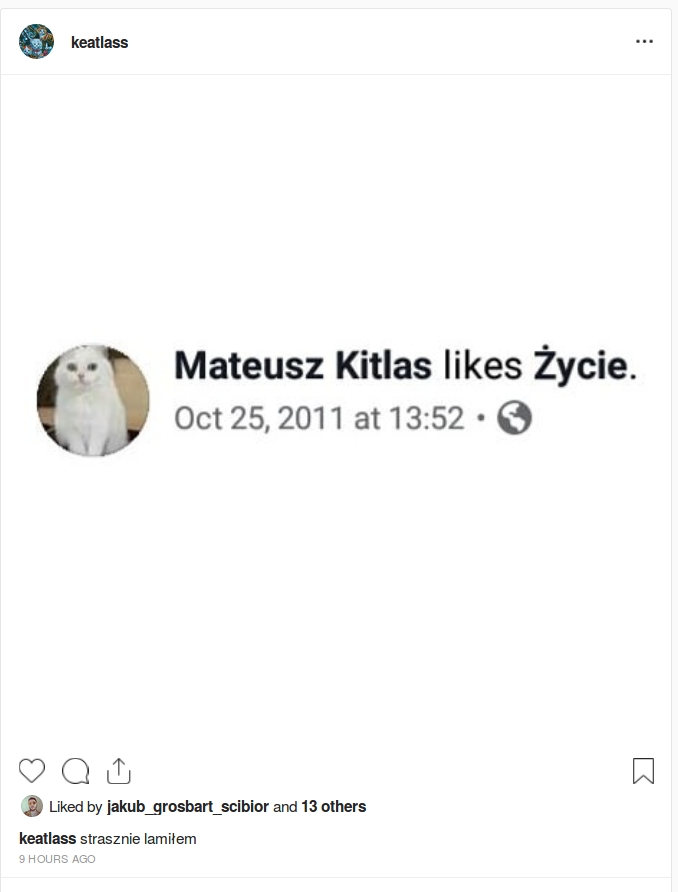 keatlass
Mateusz Kitlas likes Życie.
Oct 25, 2011 at 13:52 •
Liked by jakub_grosbart_scibior and 13 others
keatlass strasznie lamiłem
9 HOURS AGO